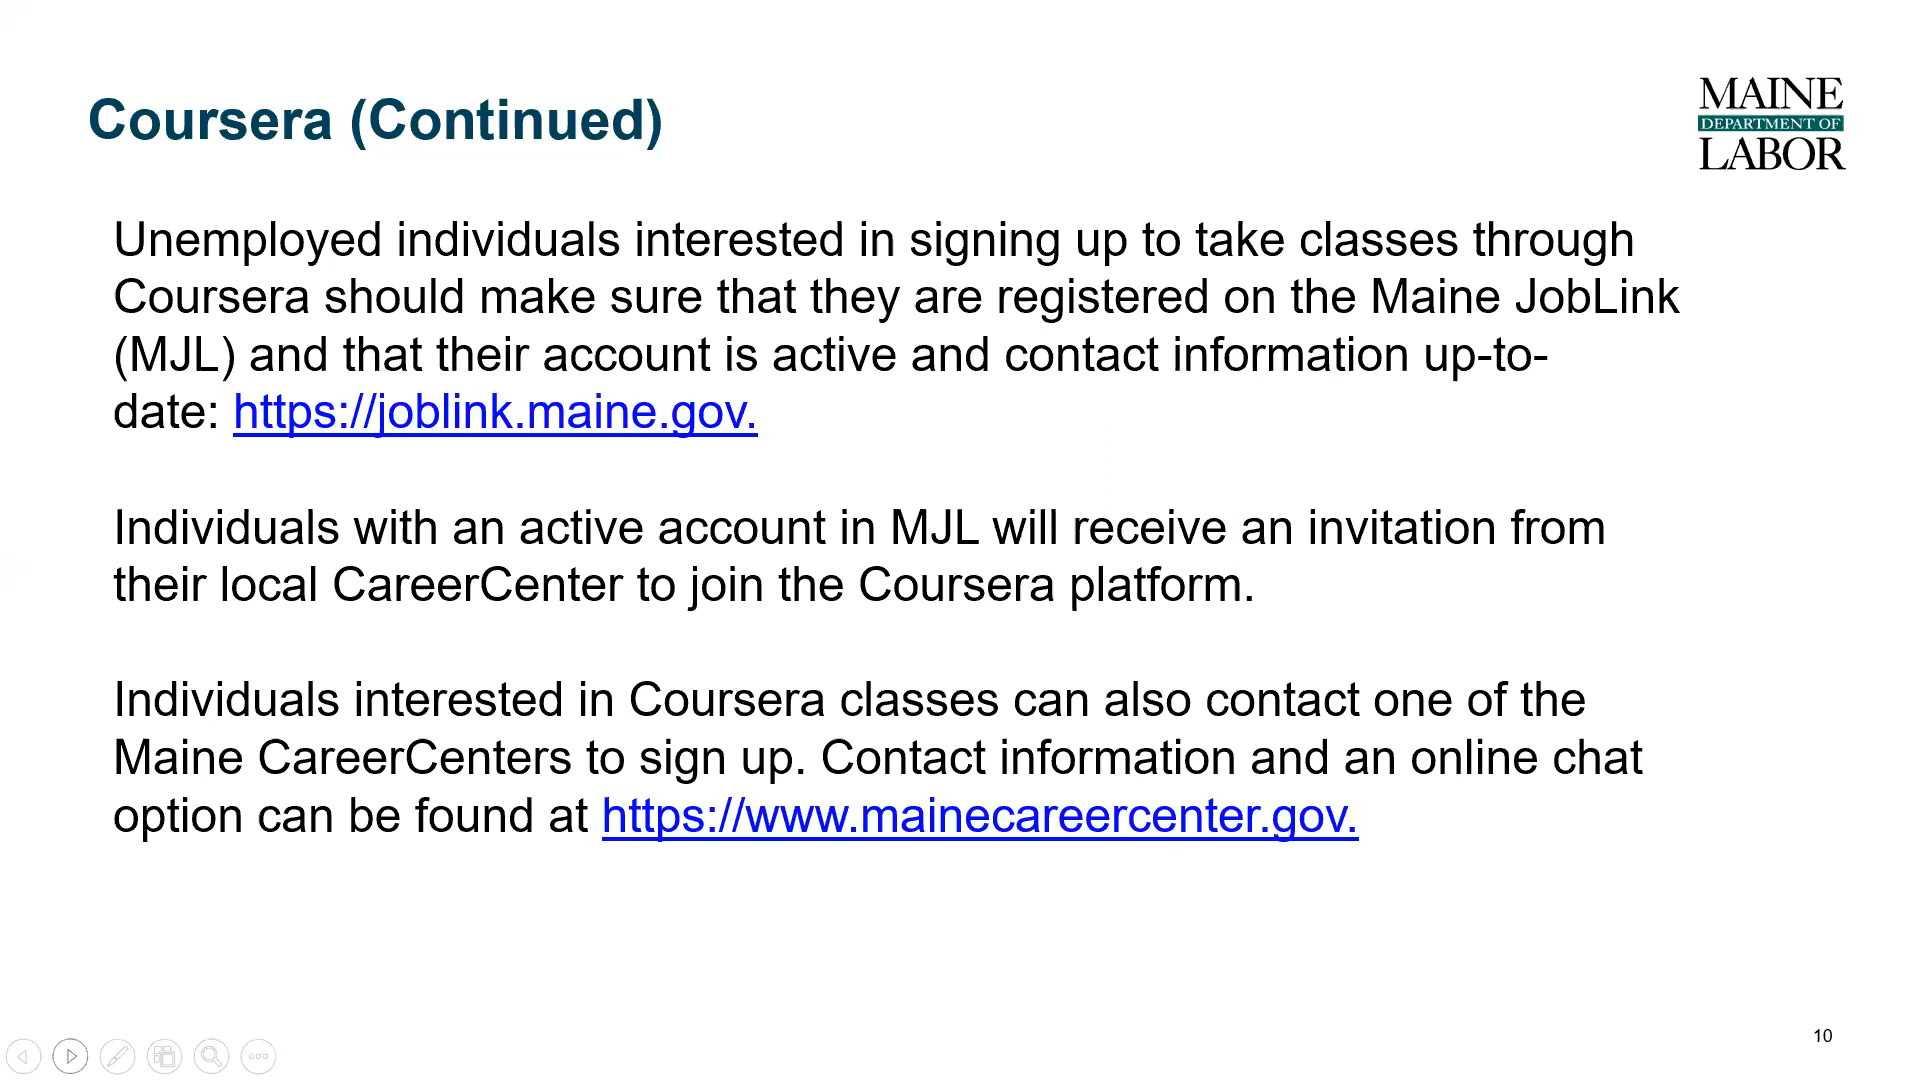 Coursera (Continued)
MAINE
DEPARTMENT OF
LABOR
Unemployed individuals interested in signing up to take classes through
Coursera should make sure that they are registered on the Maine JobLink
(MJL) and that their account is active and contact information up-to-
date: https://joblink.maine.gov.
Individuals with an active account in MJL will receive an invitation from
their local CareerCenter to join the Coursera platform.
Individuals interested in Coursera classes can also contact one of the
Maine CareerCenters to sign up. Contact information and an online chat
option can be found at https://www.mainecareercenter.gov.
10